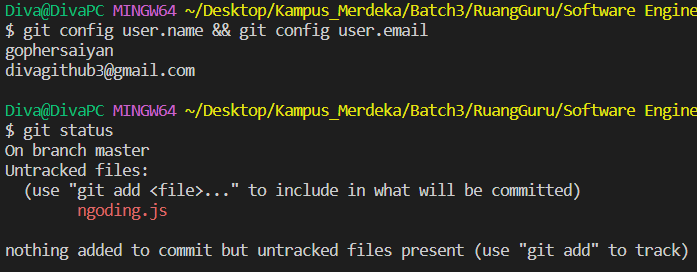 Diva@DivaPC MINGW64 ~/Desktop/Kampus_Merdeka/Batch3/RuangGuru/Software Engine
$ git config user.name && git config user.email
gophersaiyan
divagithub3@gmail.com
Diva@DivaPC MINGW64 ~/Desktop/Kampus_Merdeka/Batch3/RuangGuru/Software Engine
$ git status
On branch master
Untracked files:
  (use "git add <file>..." to include in what will be committed)
        ngoding.js
nothing added to commit but untracked files present (use "git add" to track)